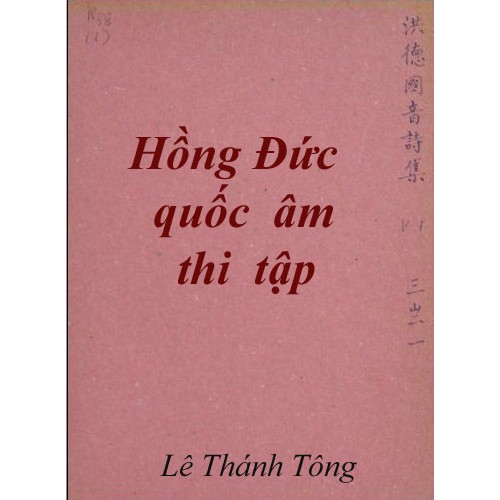 Hồng Đức
quốc âm
thi tập
洪德國音詩集
Lê Thánh Tông